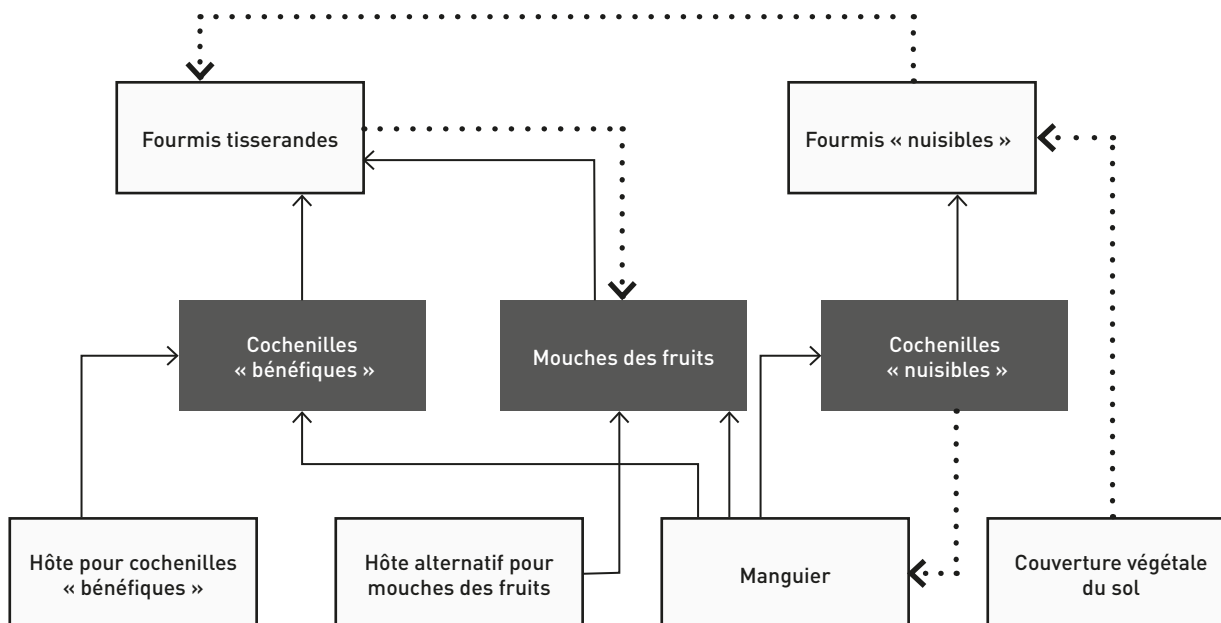 Fourmis tisserandes
Fourmis « nuisibles »
Cochenilles
« bénéfiques »
Mouches des fruits
Cochenilles
« nuisibles »
Hôte pour cochenilles
« bénéfiques »
Hôte alternatif pour
mouches des fruits
Manguier
Couverture végétale
du sol